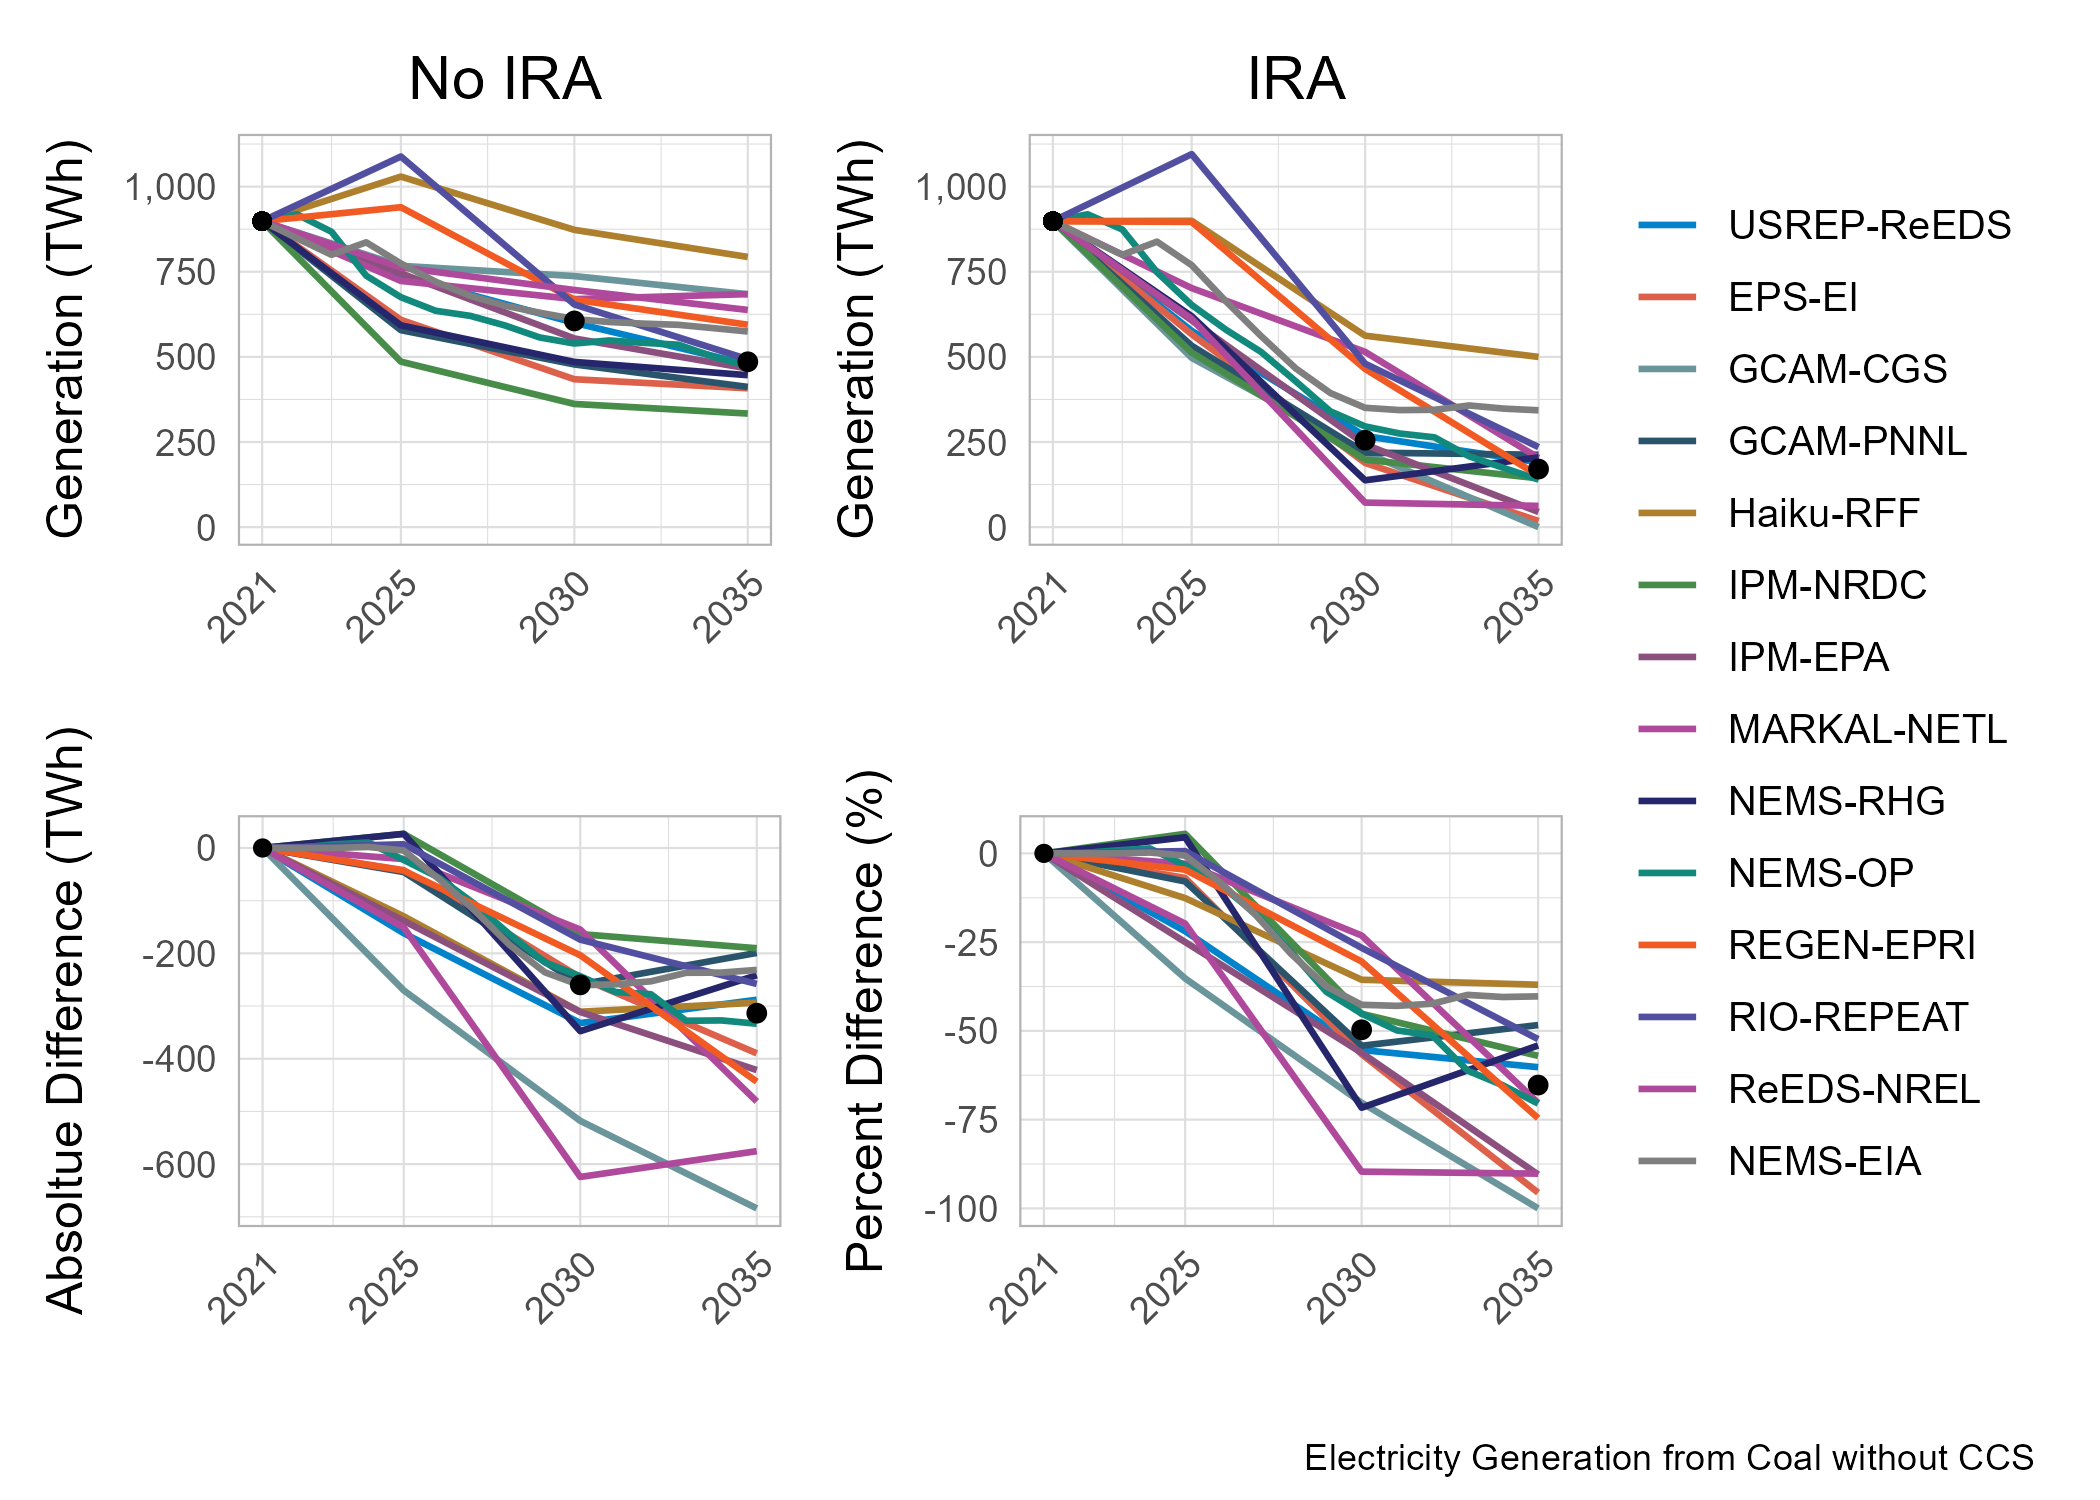 No IRA
IRA
Generation (TWh)
1,000
750
500
250
0
2021
2025
2030
2035
Generation (TWh)
1,000
750
500
250
0
2021
2025
2030
2035
Absoltue Difference (TWh)
0
-200
-400
-600
2021
2025
2030
2035
Percent Difference (%)
0
-25
-50
-75
-100
2021
2025
2030
2035
USREP-ReEDS
EPS-EI
GCAM-CGS
GCAM-PNNL
Haiku-RFF
IPM-NRDC
IPM-EPA
MARKAL-NETL
NEMS-RHG
NEMS-OP
REGEN-EPRI
RIO-REPEAT
ReEDS-NREL
NEMS-EIA
Electricity Generation from Coal without CCS